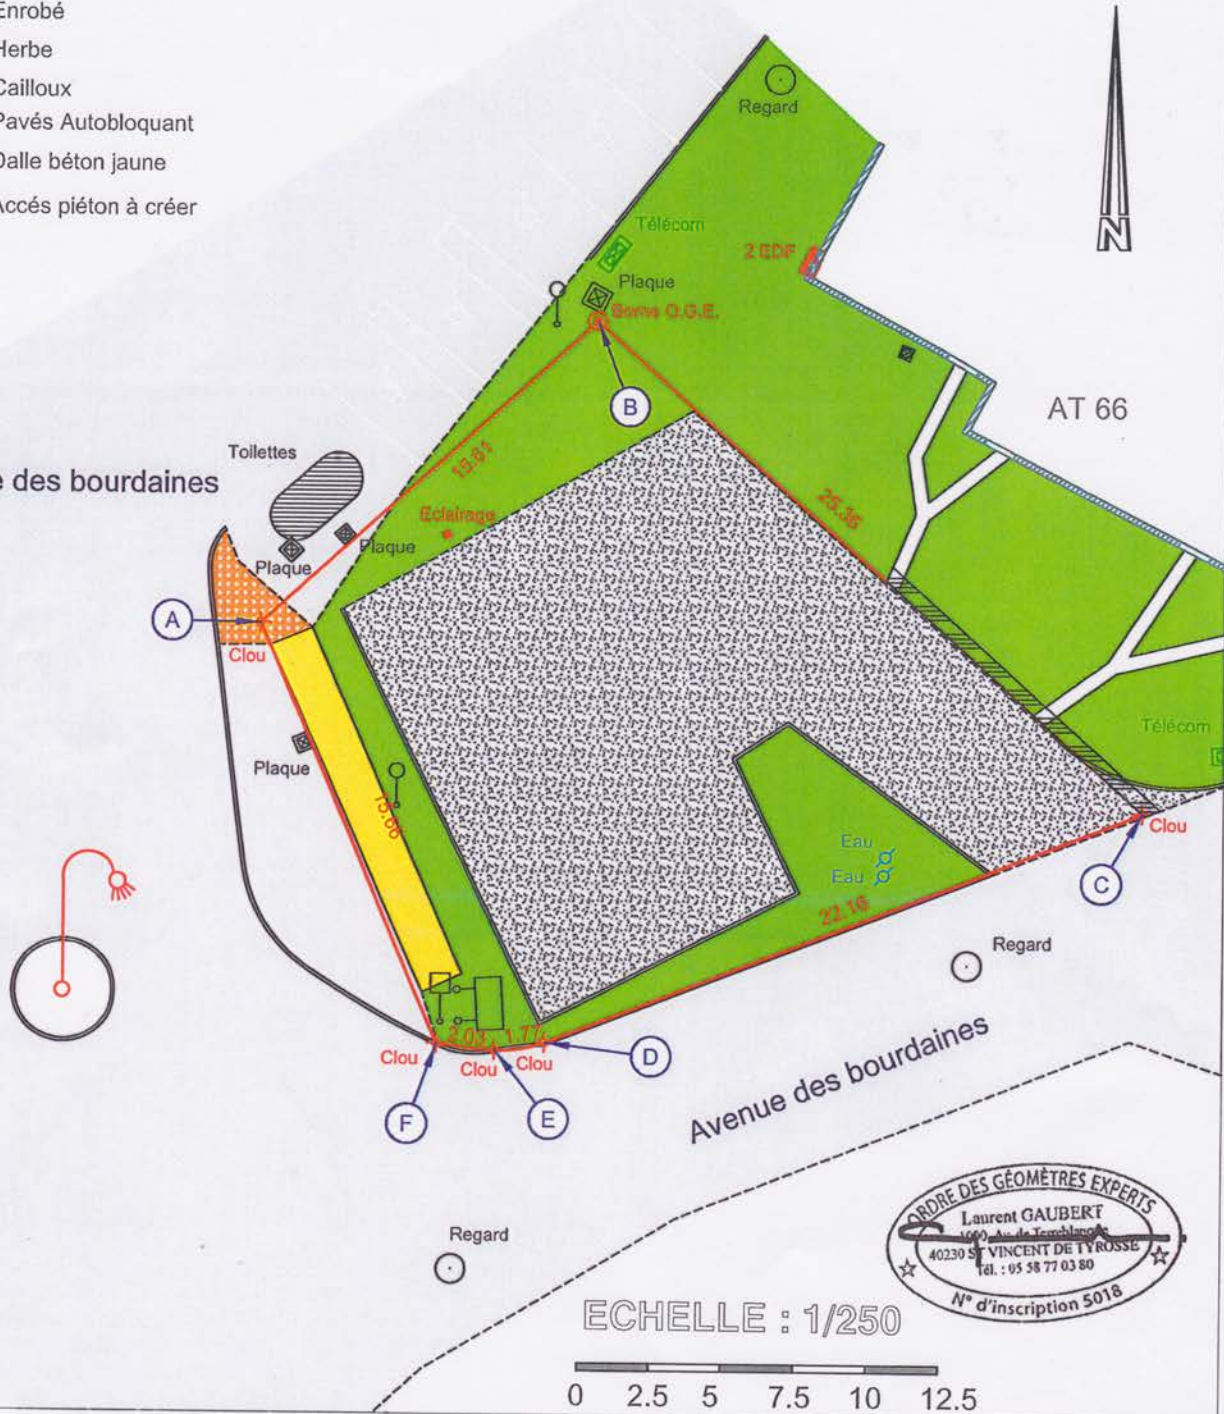 Enrobé
Herbe
Cailloux
Pavés Autobloquant
Dalle béton jaune
Accés piéton à créer
Regard
N
Télécom
2 EDF
Plaque
Borne O.G.E.
B
AT 66
Toilettes
e des bourdaines
15.61
25.36
Eclairage
Plaque
Plaque
A
Clou
Télécom
Plaque
15.66
Eau
Eau
Clou
C
22.16
Regard
2.03
1.77
Clou
Clou
Clou
D
F
E
Avenue des bourdaines
Regard
ORDRE DES GÉOMÈTRES EXPERTS
Laurent GAUBERT
40230 ST VINCENT DE TYROSSE
Tél. : 05 58 77 03 80
N° d'inscription 5018
ECHELLE : 1/250
0 2.5 5 7.5 10 12.5